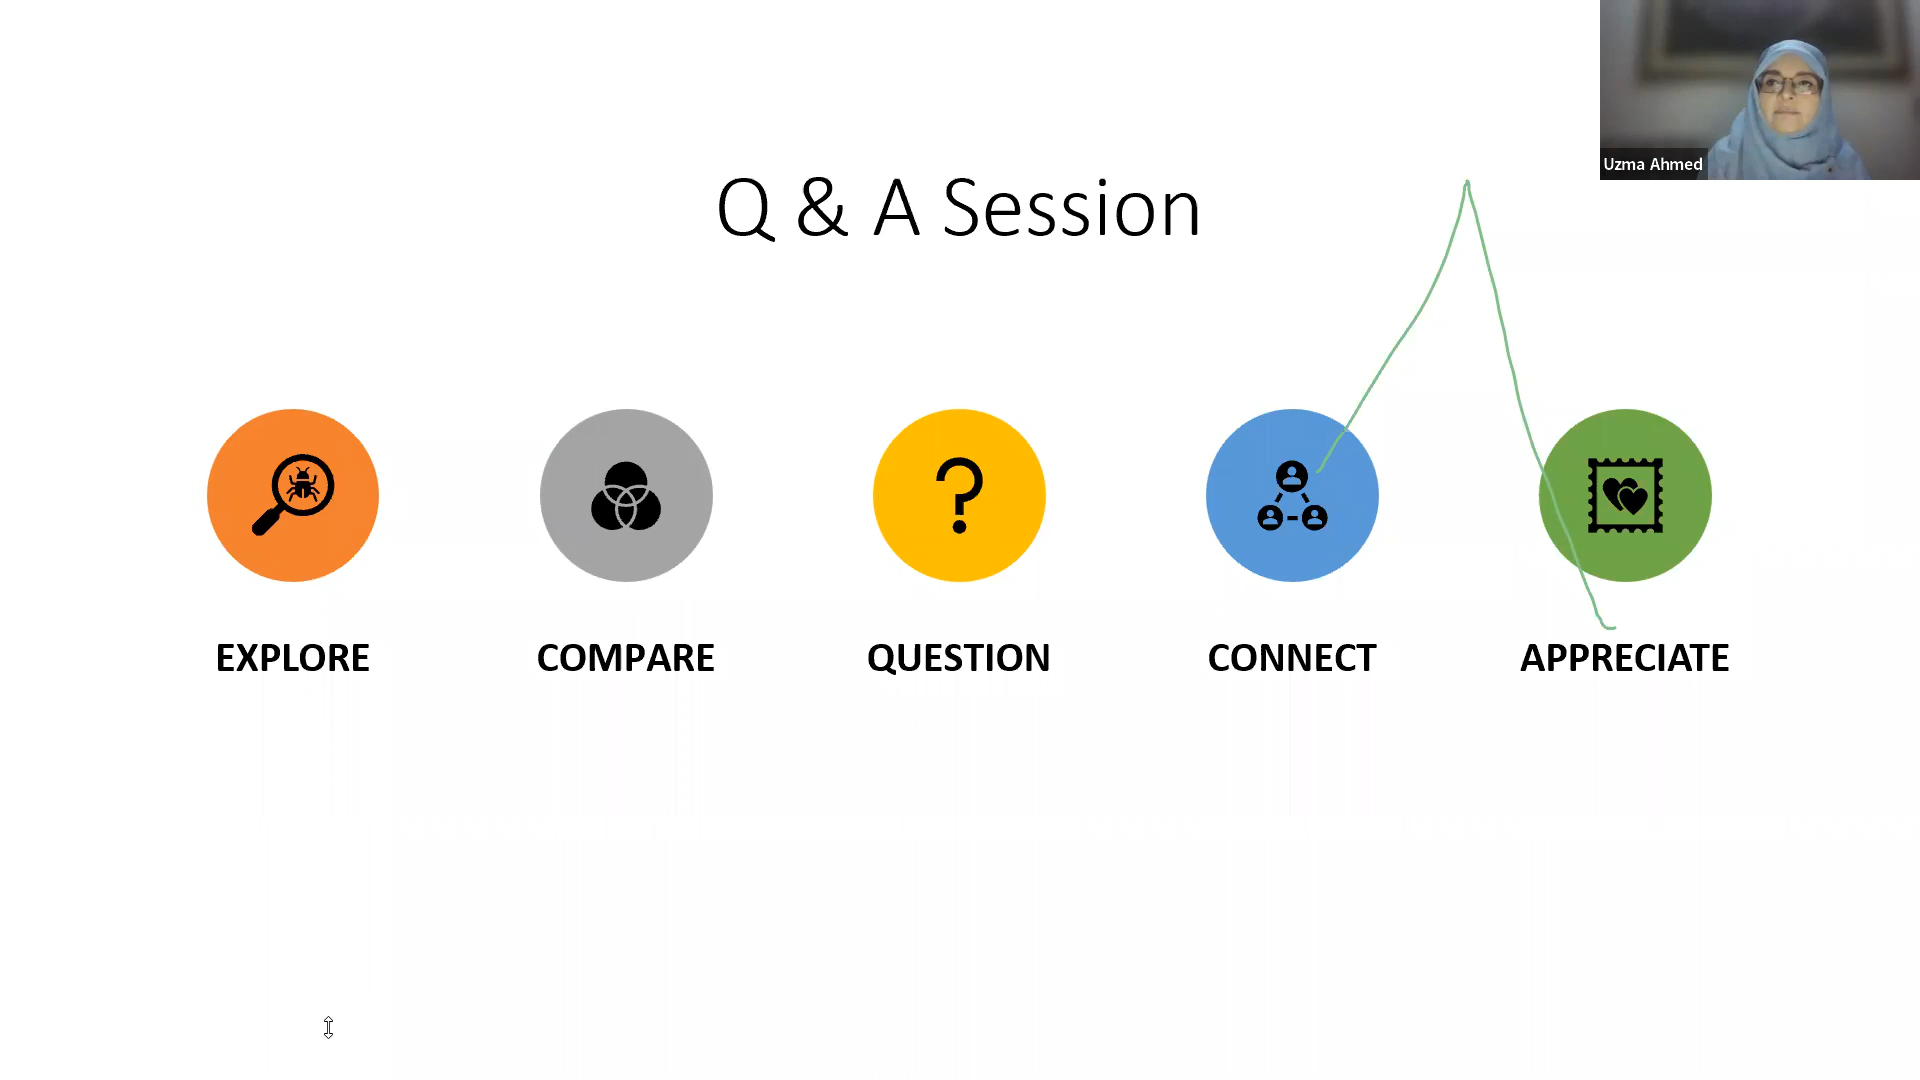 Uzma Ahmed
Q & A Session
EXPLORE
COMPARE
QUESTION
CONNECT
APPRECIATE